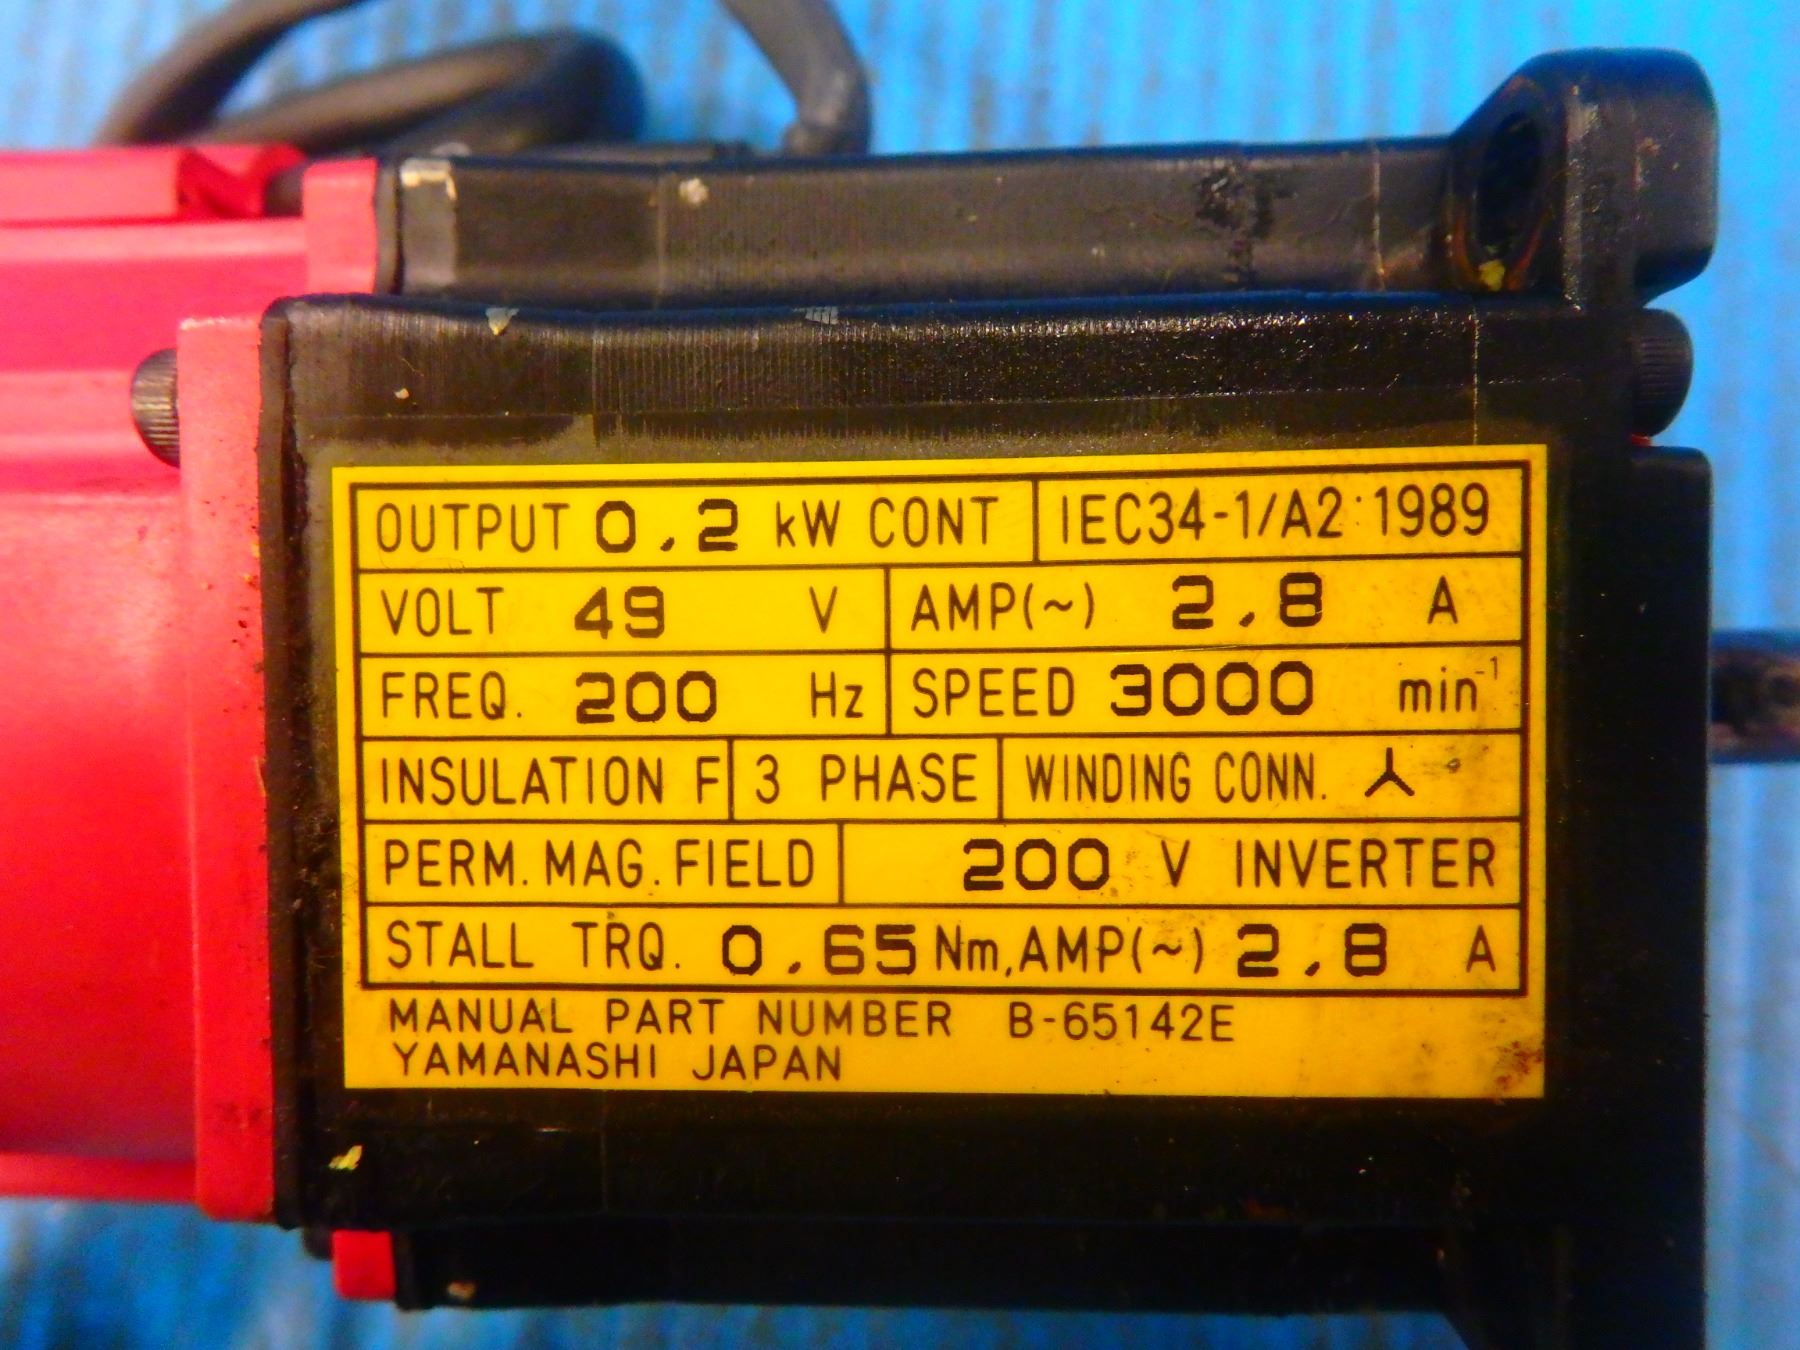 OUTPUT 0.2 kW CONT IEC34-1/A2:1989
VOLT 49 V AMP(~) 2.8 A
FREQ. 200 Hz SPEED 3000 min⁻¹
INSULATION F 3 PHASE WINDING CONN.
PERM. MAG. FIELD 200 V INVERTER
STALL TRQ. 0.65 Nm, AMP(~) 2.8 A
MANUAL PART NUMBER B-65142E
YAMANASHI JAPAN